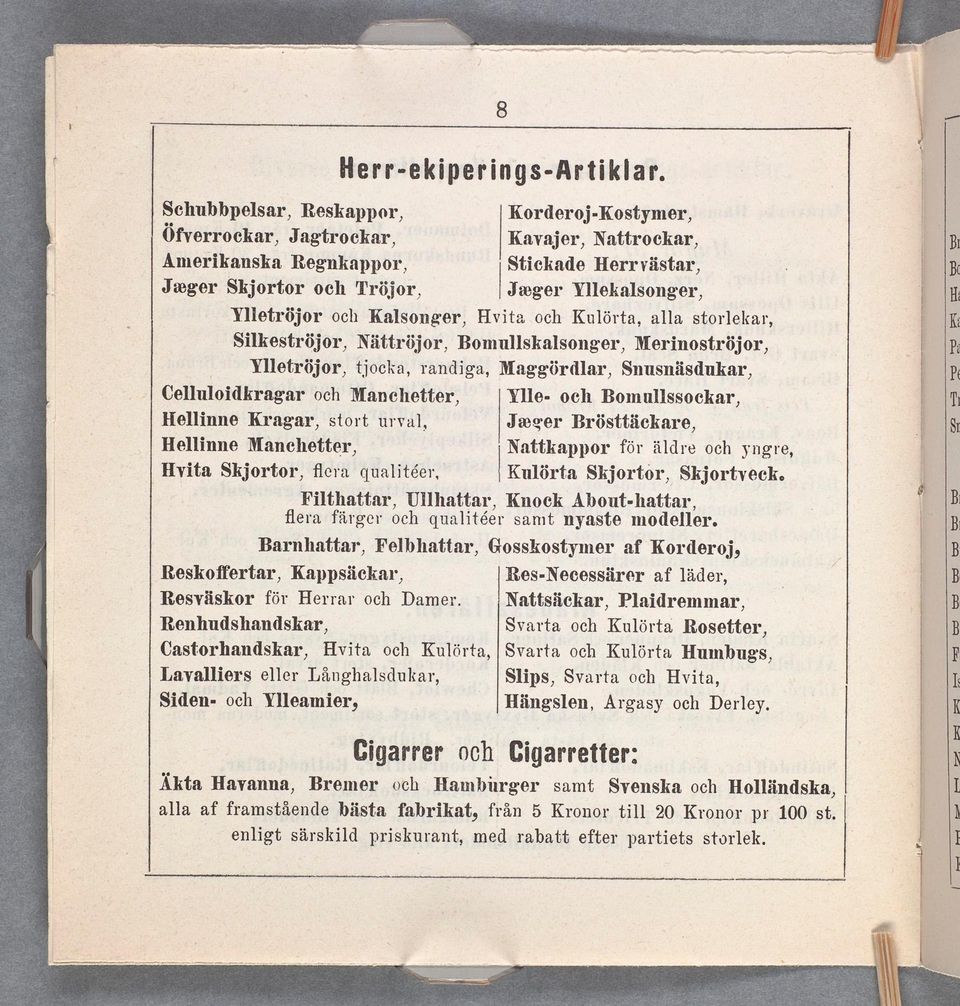 8
Herr-ekiperings-Artiklar.
Schubbpelsar, Reskappor,
Öfverrockar, Jagtrockar,
Amerikanska Regnkappor,
Jæger Skjortor och Tröjor,
Korderoj-Kostymer,
Kavajer, Nattrockar,
Stickade Herrvästar,
Jæger Yllekalsonger,
Ylletröjor och Kalsonger, Hvita och Kulörta, alla storlekar,
Silkeströjor, Nättröjor, Bomullskalsonger, Merinoströjor,
Ylletröjor, tjocka, randiga, Maggördlar, Snusnäsdukar,
Celluloidkragar och Manchetter,
Hellinne Kragar, stort urval,
Hellinne Manchetter,
Hvita Skjortor, flera qualitéer,
Ylle- och Bomullssockar,
Jæger Brösttäckare,
Nattkappor för äldre och yngre,
Kulörta Skjortor, Skjortveck.
Filthattar, Ullhattar, Knock About-hattar,
flera färger och qualitéer samt nyaste modeller.
Barnhattar, Felbhattar, Gosskostymer af Korderoj,
Reskoffertar, Kappsäckar,
Resväskor för Herrar och Damer.
Renhudshandskar,
Castorhandskar, Hvita och Kulörta,
Lavalliers eller Långhalsdukar,
Siden- och Ylleamier,
Res-Necessärer af läder,
Nattsäckar, Plaidremmar,
Svarta och Kulörta Rosetter,
Svarta och Kulörta Humbugs,
Slips, Svarta och Hvita,
Hängslen, Argasy och Derley.
Cigarrer och Cigarretter:
Äkta Havanna, Bremer och Hamburger samt Svenska och Holländska,
alla af framstående bästa fabrikat, från 5 Kronor till 20 Kronor pr 100 st.
enligt särskild priskurant, med rabatt efter partiets storlek.